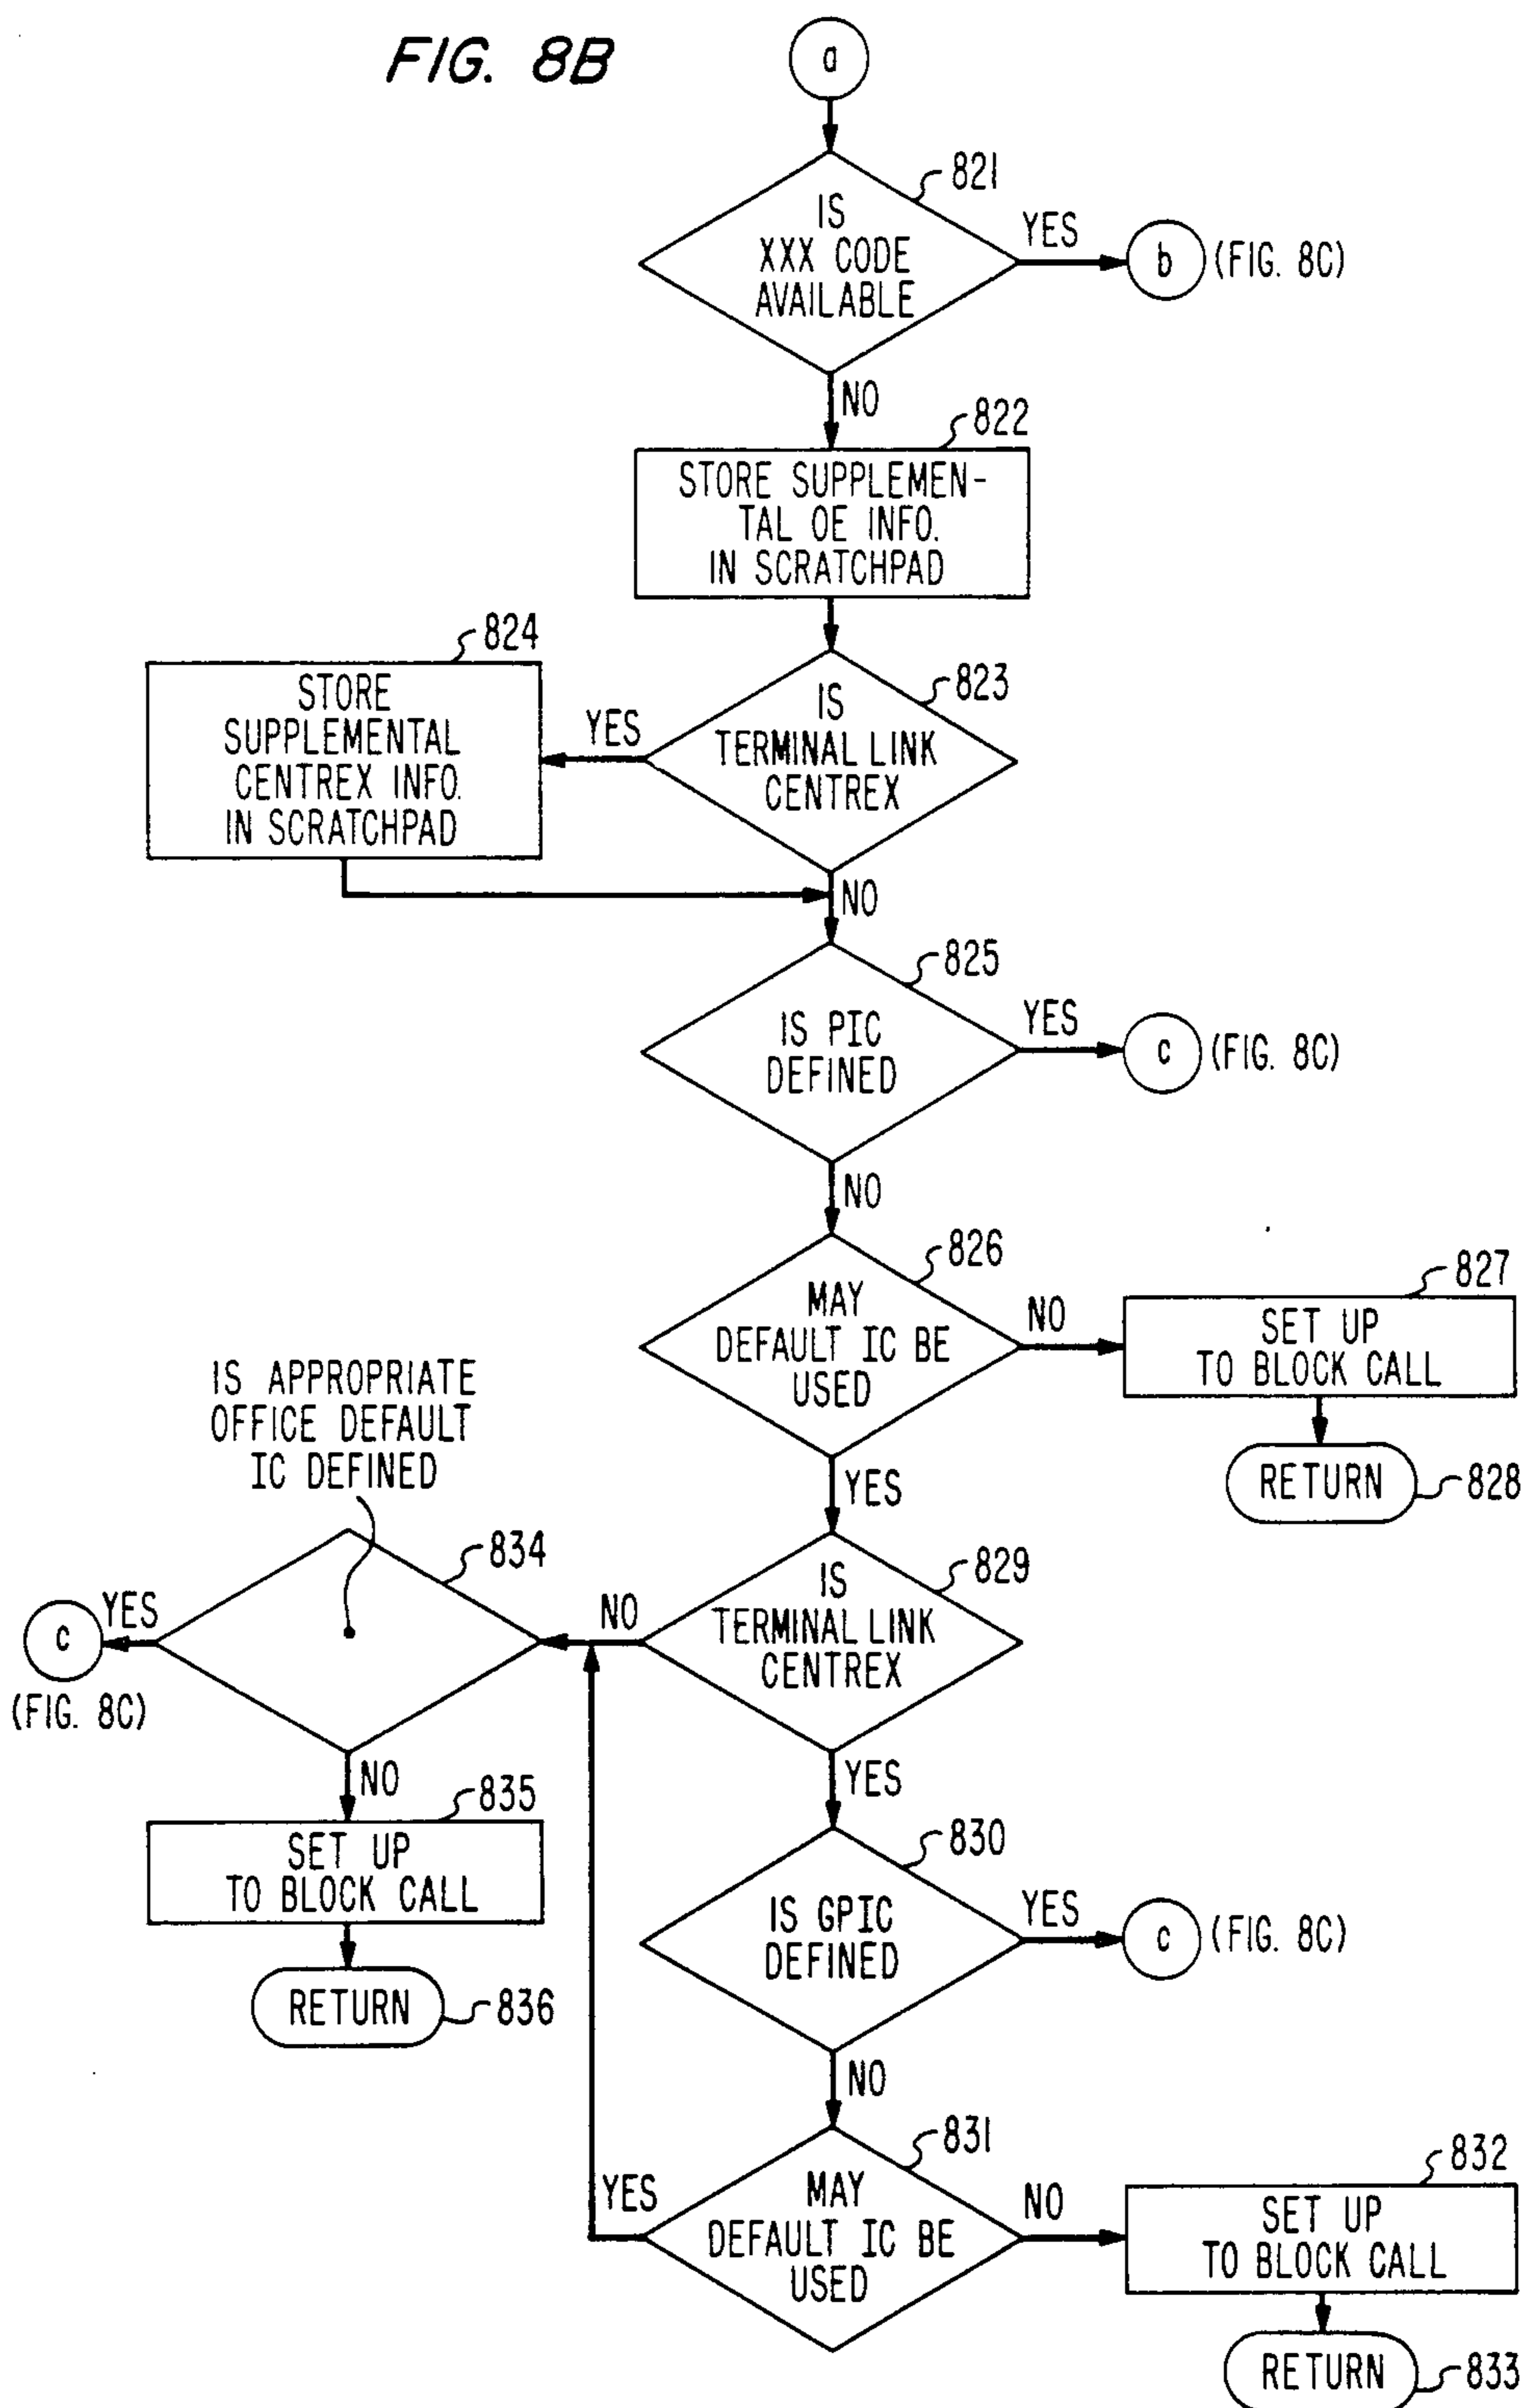 FIG. 8B
a
821
IS
XXX CODE
AVAILABLE
YES
b
(FIG. 8C)
NO
822
STORE SUPPLEMEN-
TAL OE INFO.
IN SCRATCHPAD
824
STORE
SUPPLEMENTAL
CENTREX INFO.
IN SCRATCHPAD
YES
823
IS
TERMINAL LINK
CENTREX
NO
825
IS PIC
DEFINED
YES
c
(FIG. 8C)
NO
826
MAY
DEFAULT IC BE
USED
NO
827
SET UP
TO BLOCK CALL
RETURN
828
YES
IS APPROPRIATE
OFFICE DEFAULT
IC DEFINED
834
829
IS
TERMINAL LINK
CENTREX
NO
YES
c
(FIG. 8C)
NO
835
SET UP
TO BLOCK CALL
RETURN
836
YES
830
IS GPIC
DEFINED
YES
c
(FIG. 8C)
NO
831
MAY
DEFAULT IC BE
USED
YES
NO
832
SET UP
TO BLOCK CALL
RETURN
833